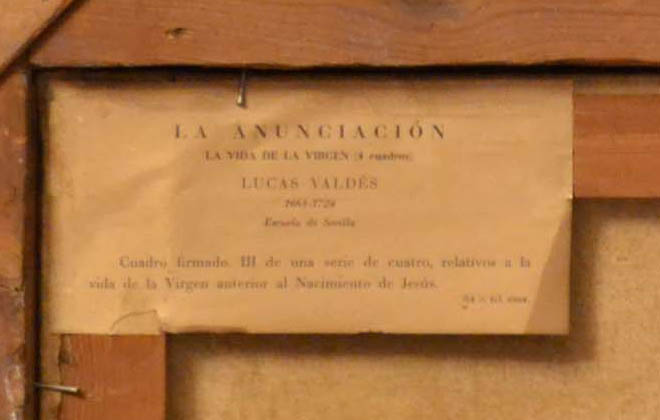 LA ANUNCIACIÓN
LA VIDA DE LA VIRGEN (4 cuadros)
LUCAS VALDÉS
1661-1724
Escuela de Sevilla
Cuadro firmado. III de una serie de cuatro, relativos a la
vida de la Virgen anterior al Nacimiento de Jesús.